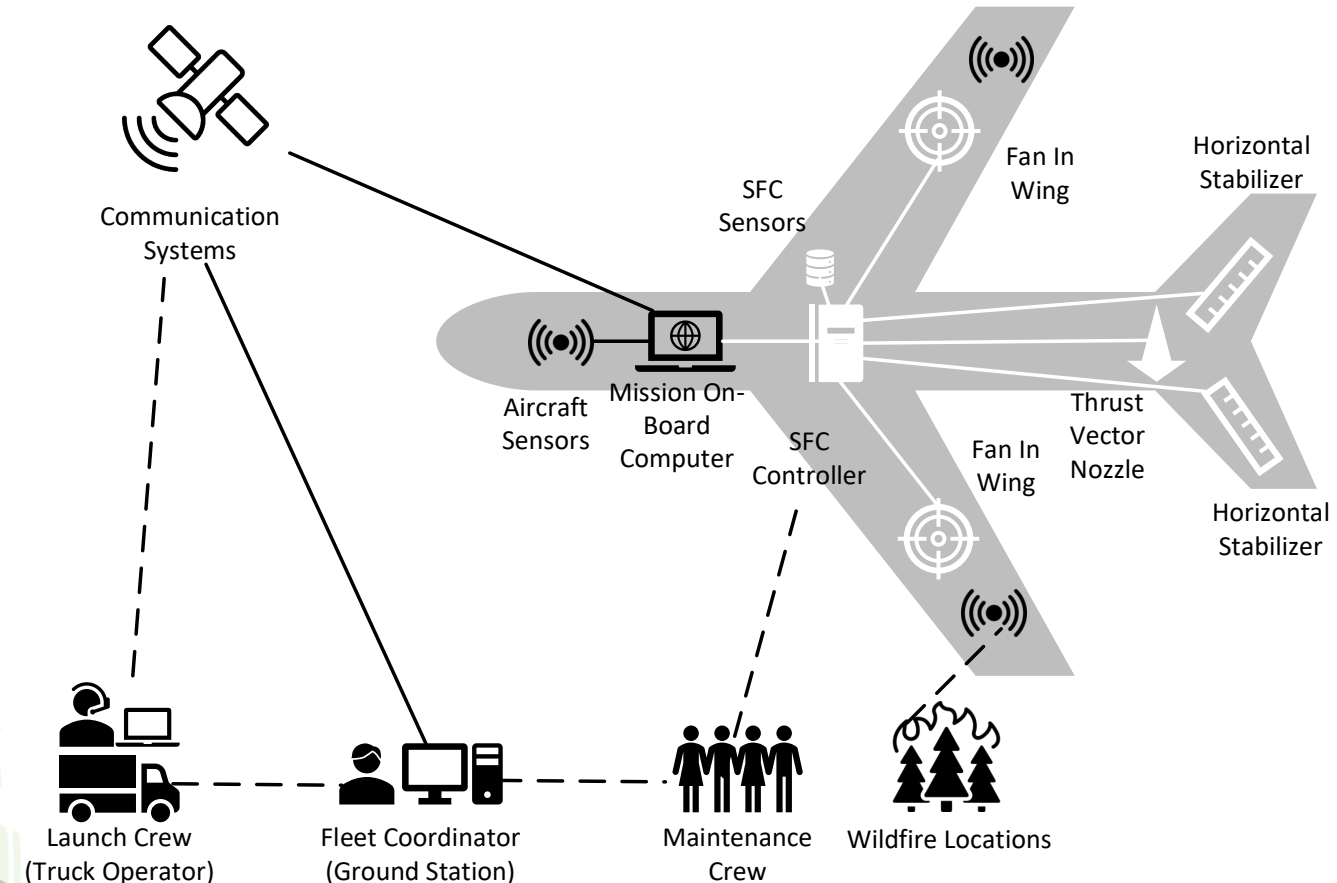 Communication
Systems
SFC
Sensors
Fan In
Wing
Horizontal
Stabilizer
Aircraft
Sensors
Mission On-
Board
Computer
SFC
Controller
Fan In
Wing
Thrust
Vector
Nozzle
Horizontal
Stabilizer
Launch Crew
(Truck Operator)
Fleet Coordinator
(Ground Station)
Maintenance
Crew
Wildfire Locations